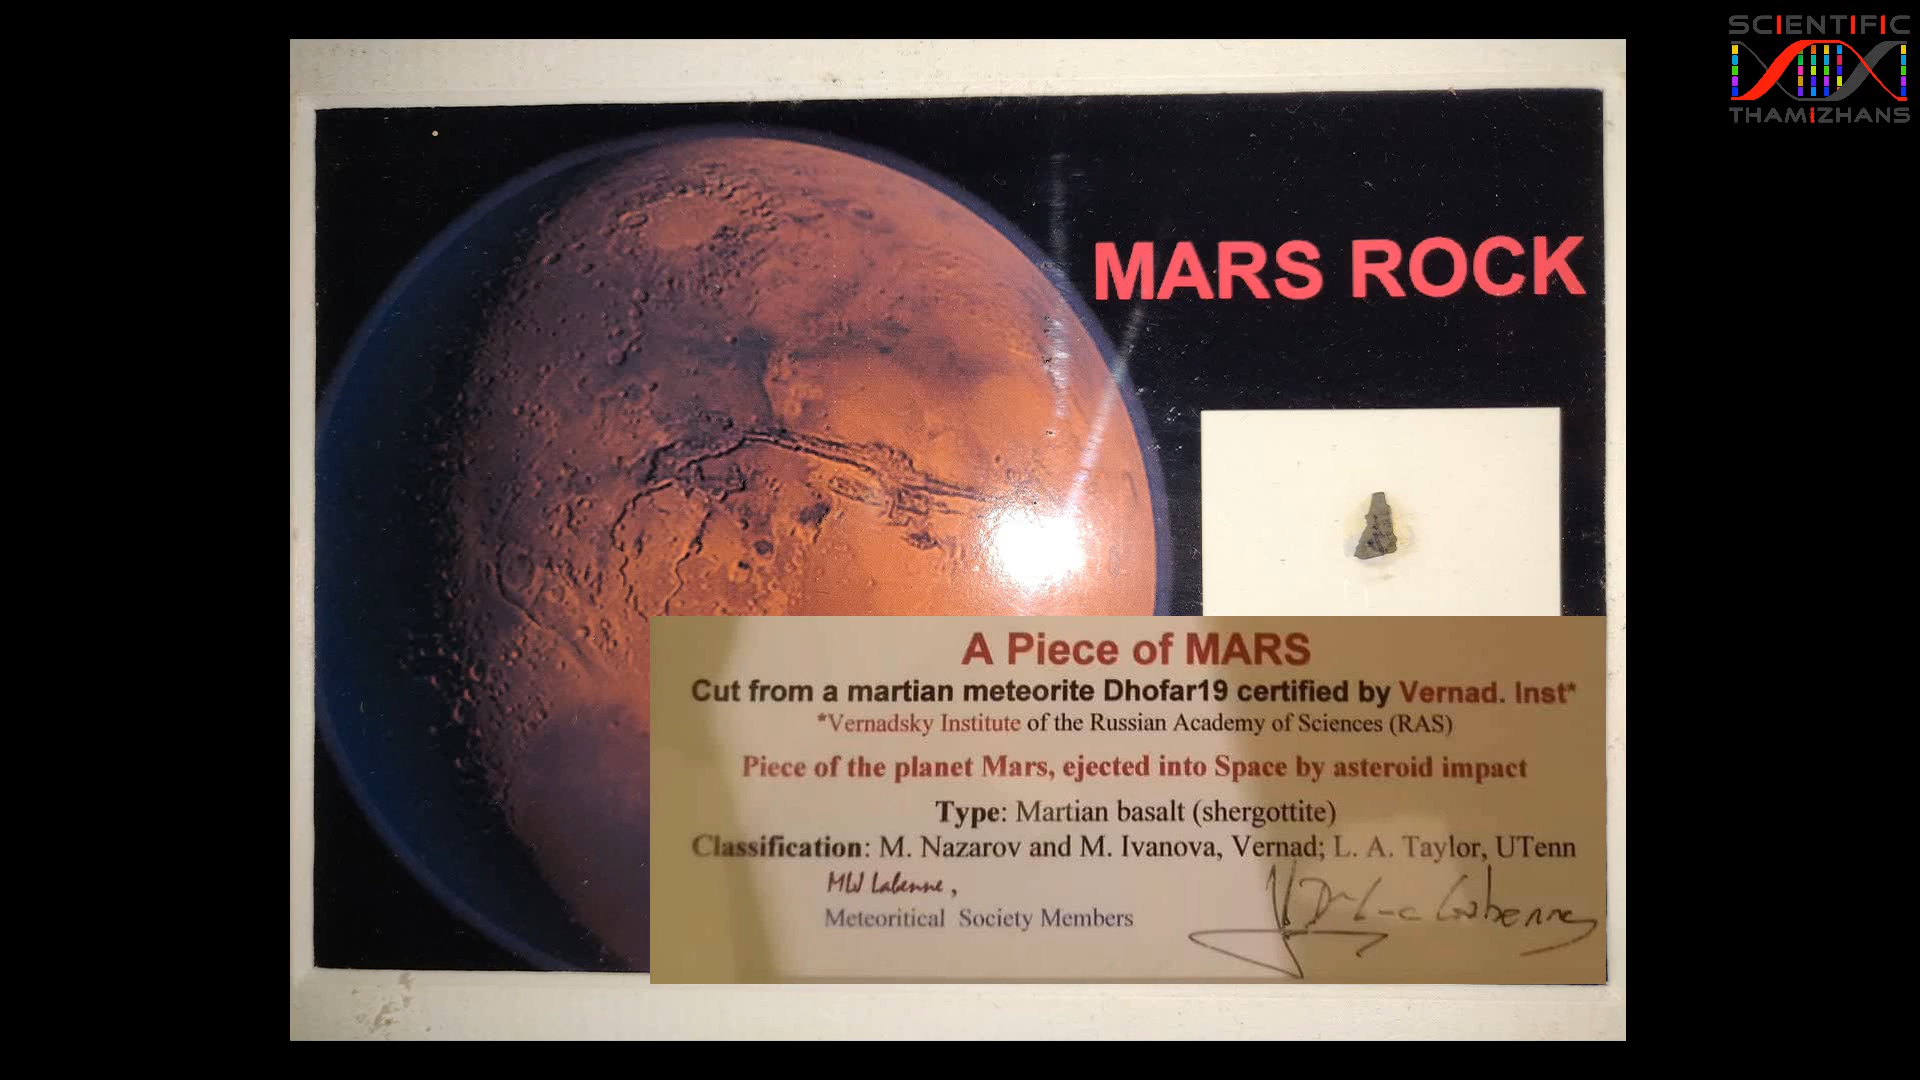 SCIENTIFIC
THAMIZHANS
MARS ROCK
A Piece of MARS
Cut from a martian meteorite Dhofar19 certified by Vernad. Inst*
*Vernadsky Institute of the Russian Academy of Sciences (RAS)
Piece of the planet Mars, ejected into Space by asteroid impact
Type: Martian basalt (shergottite)
Classification: M. Nazarov and M. Ivanova, Vernad; L. A. Taylor, UTenn
MW Labenne,
Meteoritical Society Members